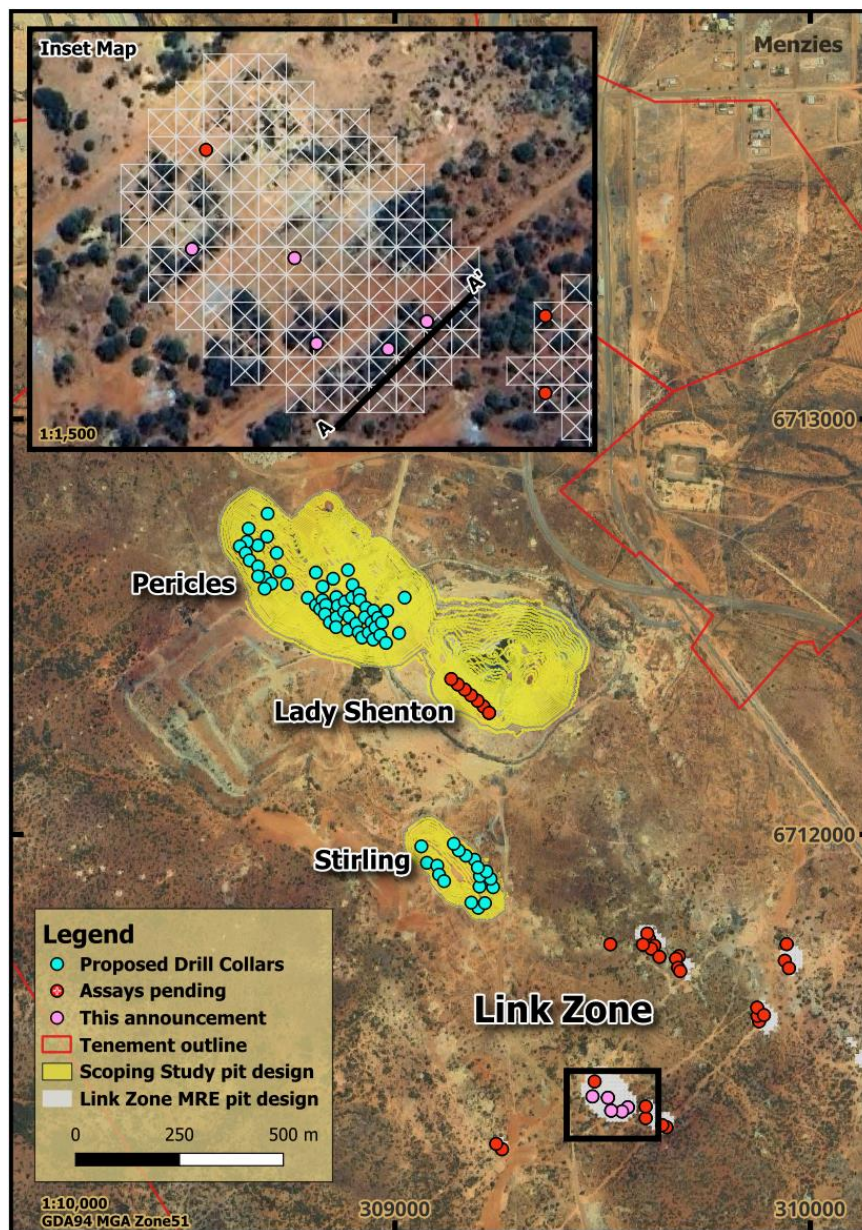 Inset Map
Menzies
A'
A
1:1,500
6713000
Pericles
Lady Shenton
6712000
Stirling
Link Zone
Legend
Proposed Drill Collars
Assays pending
This announcement
Tenement outline
Scoping Study pit design
Link Zone MRE pit design
0 250 500 m
1:10,000
GDA94 MGA Zone51
309000
310000